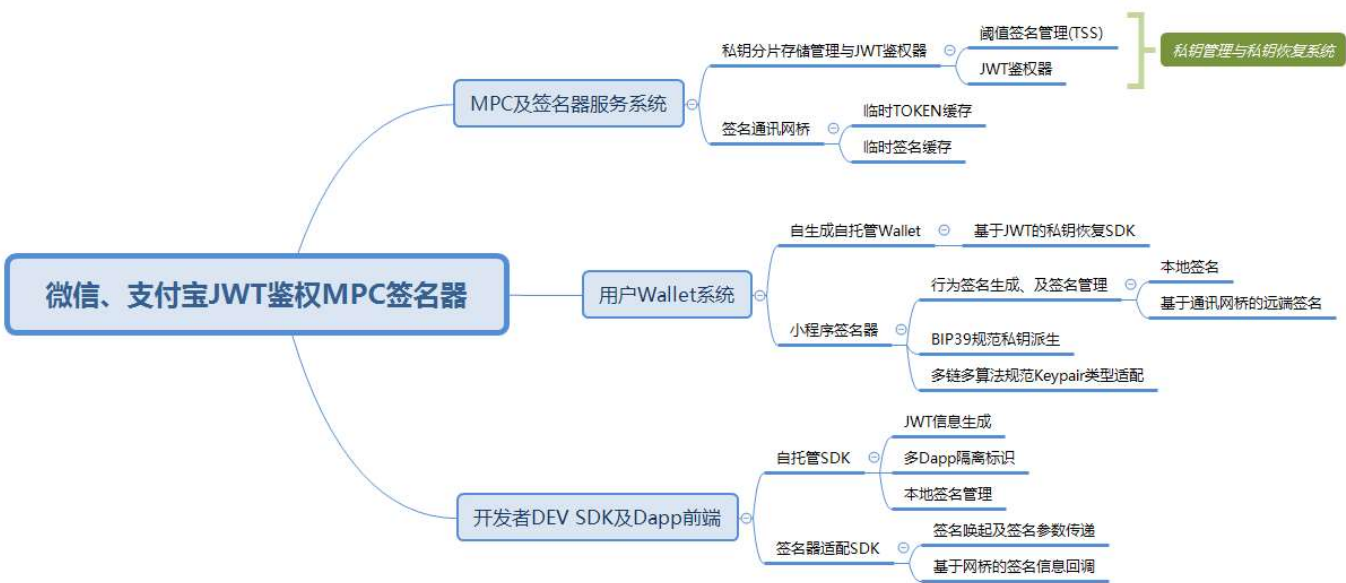 微信、支付宝JWT鉴权MPC签名器
MPC及签名器服务系统
私钥分片存储管理与JWT鉴权器
阈值签名管理(TSS)
JWT鉴权器
私钥管理与私钥恢复系统
签名通讯网桥
临时TOKEN缓存
临时签名缓存
用户Wallet系统
自生成自托管Wallet
基于JWT的私钥恢复SDK
小程序签名器
行为签名生成、及签名管理
本地签名
基于通讯网桥的远端签名
BIP39规范私钥派生
多链多算法规范Keypair类型适配
开发者DEV SDK及Dapp前端
自托管SDK
JWT信息生成
多Dapp隔离标识
本地签名管理
签名器适配SDK
签名唤起及签名参数传递
基于网桥的签名信息回调